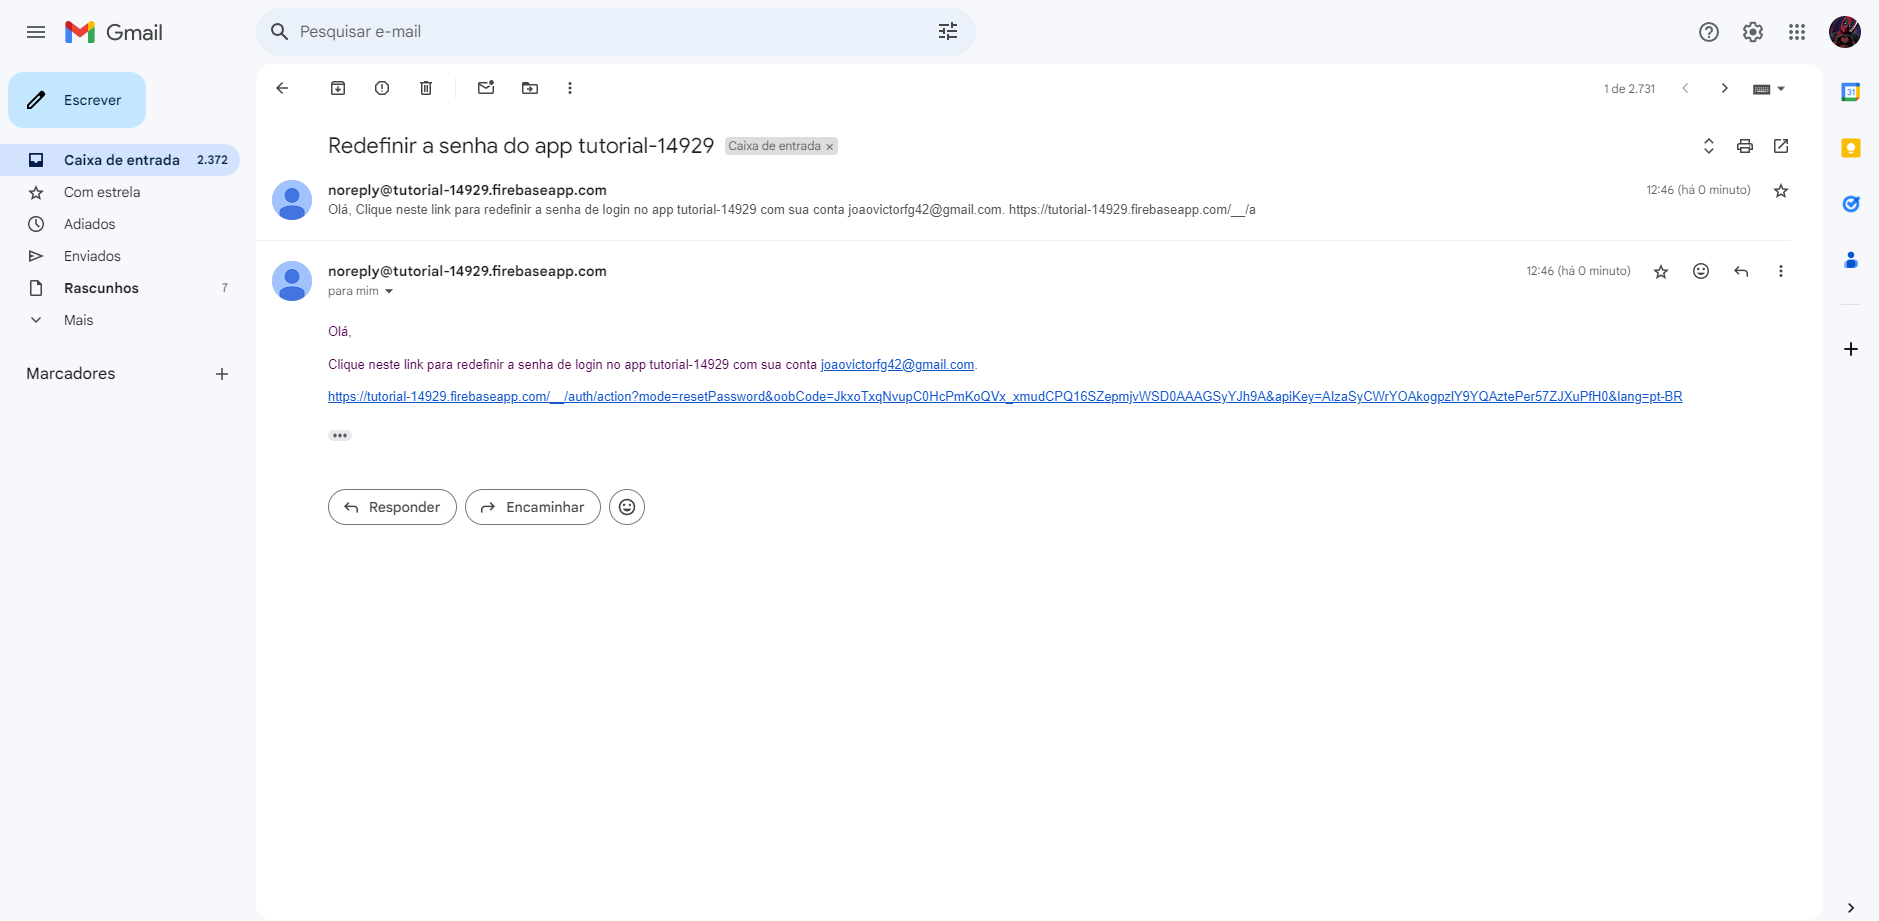 Gmail
Pesquisar e-mail
Escrever
Caixa de entrada 2.372
Com estrela
Adiados
Enviados
Rascunhos 7
Mais
Marcadores
1 de 2.731
31
Redefinir a senha do app tutorial-14929 Caixa de entrada ×
noreply@tutorial-14929.firebaseapp.com 12:46 (há 0 minuto)
Olá, Clique neste link para redefinir a senha de login no app tutorial-14929 com sua conta joaovictorfg42@gmail.com. https://tutorial-14929.firebaseapp.com/__/a
noreply@tutorial-14929.firebaseapp.com 12:46 (há 0 minuto)
para mim
Olá,
Clique neste link para redefinir a senha de login no app tutorial-14929 com sua conta joaovictorfg42@gmail.com.
https://tutorial-14929.firebaseapp.com/__/auth/action?mode=resetPassword&oobCode=JkxoTxqNvupC0HcPmKoQVx_xmudCPQ16SZepmjvWSD0AAAGSyYJh9A&apiKey=AIzaSyCWrYOAkogpzlY9YQAztePer57ZJXuPfH0&lang=pt-BR
Responder
Encaminhar